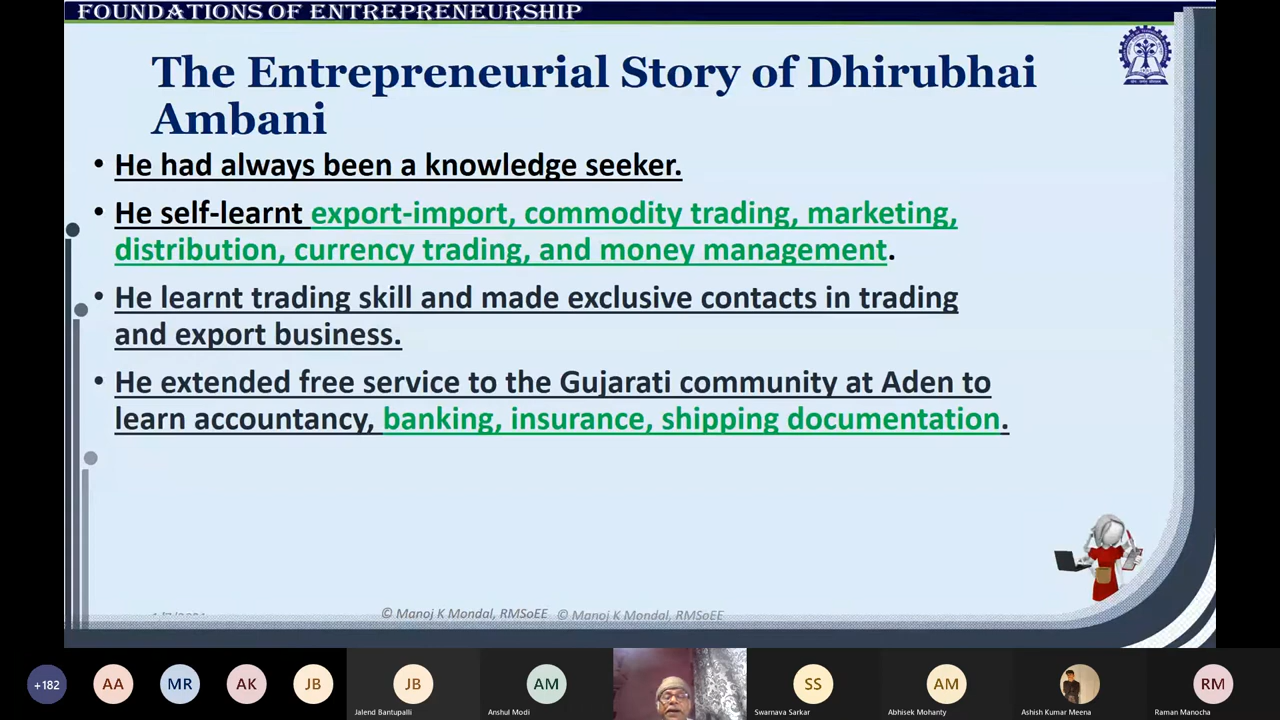 FOUNDATIONS OF ENTREPRENEURSHIP
The Entrepreneurial Story of Dhirubhai
Ambani
• He had always been a knowledge seeker.
• He self-learnt export-import, commodity trading, marketing,
distribution, currency trading, and money management.
• He learnt trading skill and made exclusive contacts in trading
and export business.
• He extended free service to the Gujarati community at Aden to
learn accountancy, banking, insurance, shipping documentation.
© Manoj K Mondal, RMSoEE © Manoj K Mondal, RMSoEE
+182 AA MR AK JB JB AM SS AM RM
Jalend Bantupalli Anshul Modi Swarnava Sarkar Abhisek Mohanty Ashish Kumar Meena Raman Manocha